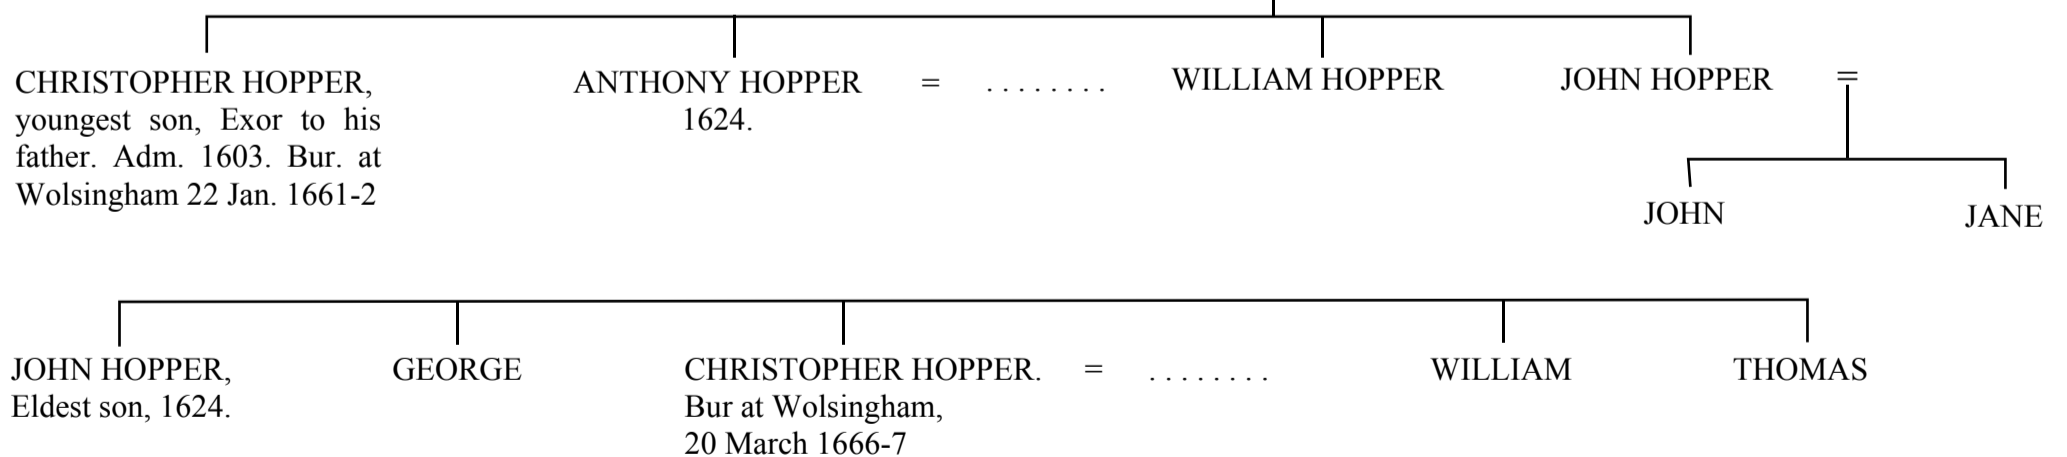 CHRISTOPHER HOPPER,
youngest son, Exor to his
father. Adm. 1603. Bur. at
Wolsingham 22 Jan. 1661-2
ANTHONY HOPPER = . . . . . . . .
1624.
WILLIAM HOPPER
JOHN HOPPER =
JOHN
JANE
JOHN HOPPER,
Eldest son, 1624.
GEORGE
CHRISTOPHER HOPPER. = . . . . . . . .
Bur at Wolsingham,
20 March 1666-7
WILLIAM
THOMAS